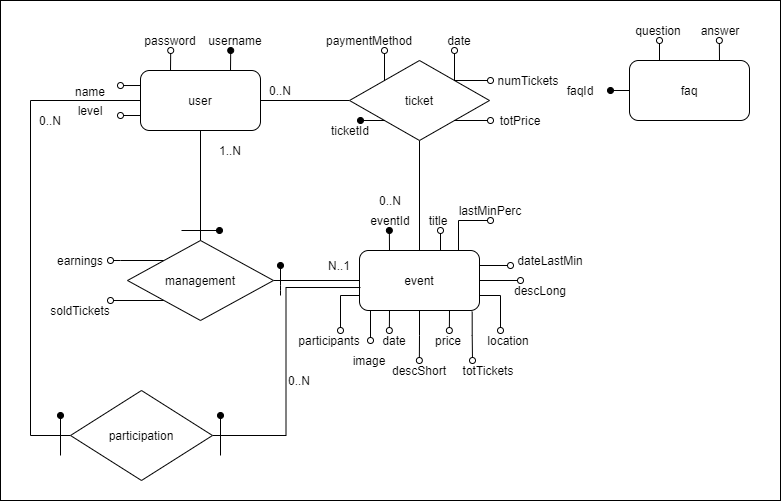 question
answer
password
username
paymentMethod
date
numTickets
name
user
0..N
ticket
faqId
faq
level
0..N
ticketId
totPrice
1..N
0..N
lastMinPerc
eventId
title
earnings
management
N..1
event
dateLastMin
descLong
soldTickets
participants
date
price
location
image
descShort
totTickets
0..N
participation